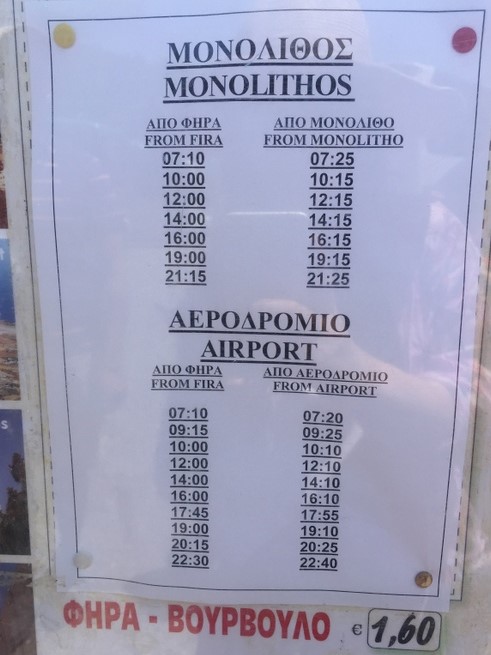 ΜΟΝΟΛΙΘΟΣ
MONOLITHOS
ΑΠΟ ΦΗΡΑ ΑΠΟ ΜΟΝΟΛΙΘΟ
FROM FIRA FROM MONOLITHO
07:10 07:25
10:00 10:15
12:00 12:15
14:00 14:15
16:00 16:15
19:00 19:15
21:15 21:25
ΑΕΡΟΔΡΟΜΙΟ
AIRPORT
ΑΠΟ ΦΗΡΑ ΑΠΟ ΑΕΡΟΔΡΟΜΙΟ
FROM FIRA FROM AIRPORT
07:10 07:20
09:15 09:25
10:00 10:10
12:00 12:10
14:00 14:10
16:00 16:10
17:45 17:55
19:00 19:10
20:15 20:25
22:30 22:40
ΦΗΡΑ - ΒΟΥΡΒΟΥΛΟ € 1,60